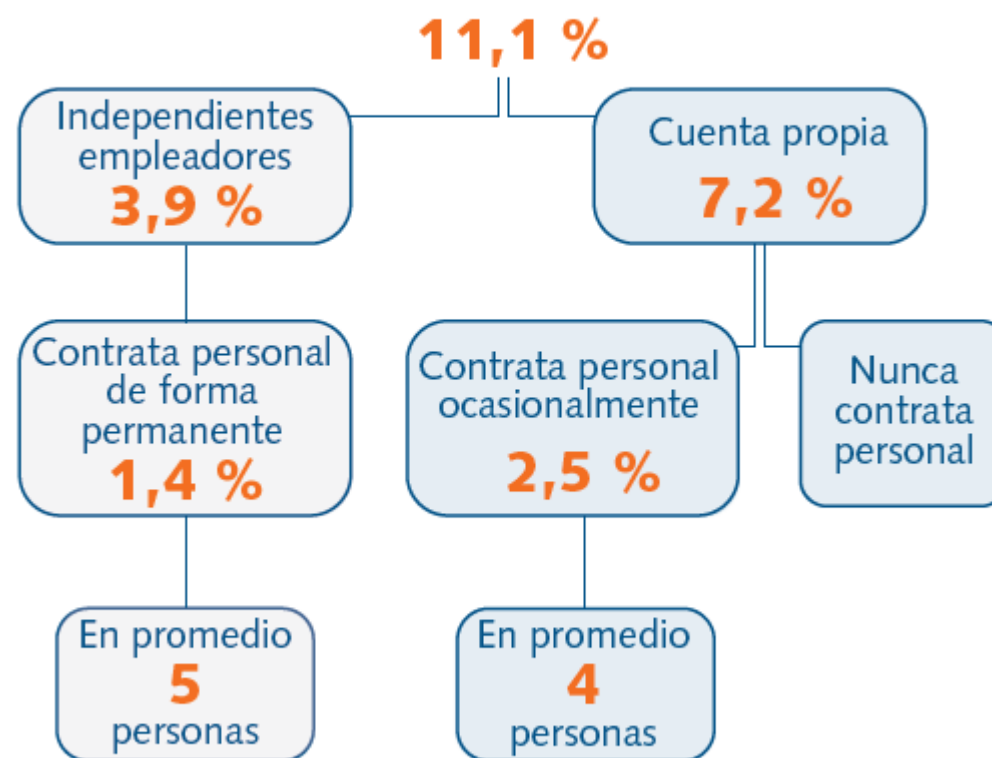 11,1 %
Independientes
empleadores
3,9 %
Cuenta propia
7,2 %
Contrata personal
de forma
permanente
1,4 %
Contrata personal
ocasionalmente
2,5 %
Nunca
contrata
personal
En promedio
5
personas
En promedio
4
personas